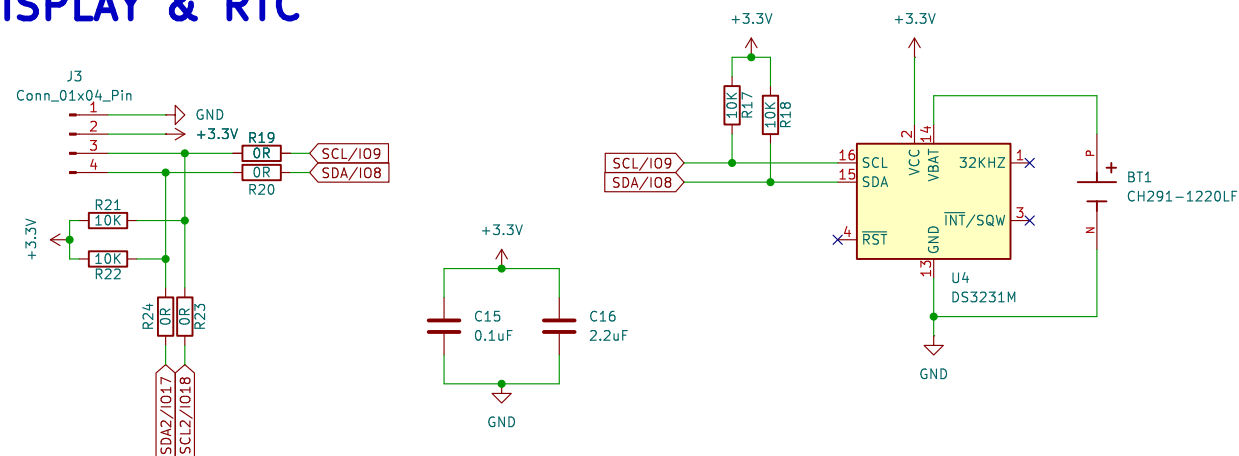 ISPLAY & RTC
J3
Conn_01x04_Pin
1
GND
2
+3.3V
3
R19
0R
SCL/IO9
4
0R
SDA/IO8
R20
R21
10K
+3.3V
10K
R22
R24
0R
0R
R23
SDA2/IO17
SCL2/IO18
+3.3V
C15
0.1uF
C16
2.2uF
GND
+3.3V
+3.3V
10K
R17
10K
R18
SCL/IO9
SDA/IO8
2
14
16
SCL
VCC
VBAT
32KHZ
1
15
SDA
INT/SQW
3
4
RST
GND
13
U4
DS3231M
GND
P
+
BT1
CH291-1220LF
N